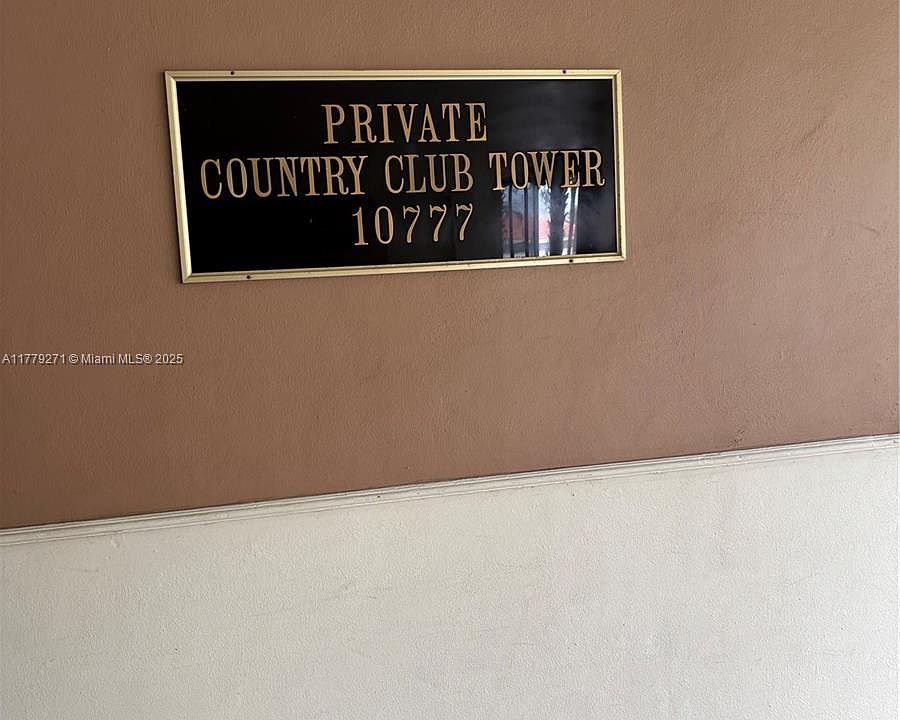 PRIVATE
COUNTRY CLUB TOWER
10777
A11779271 © Miami MLS® 2025